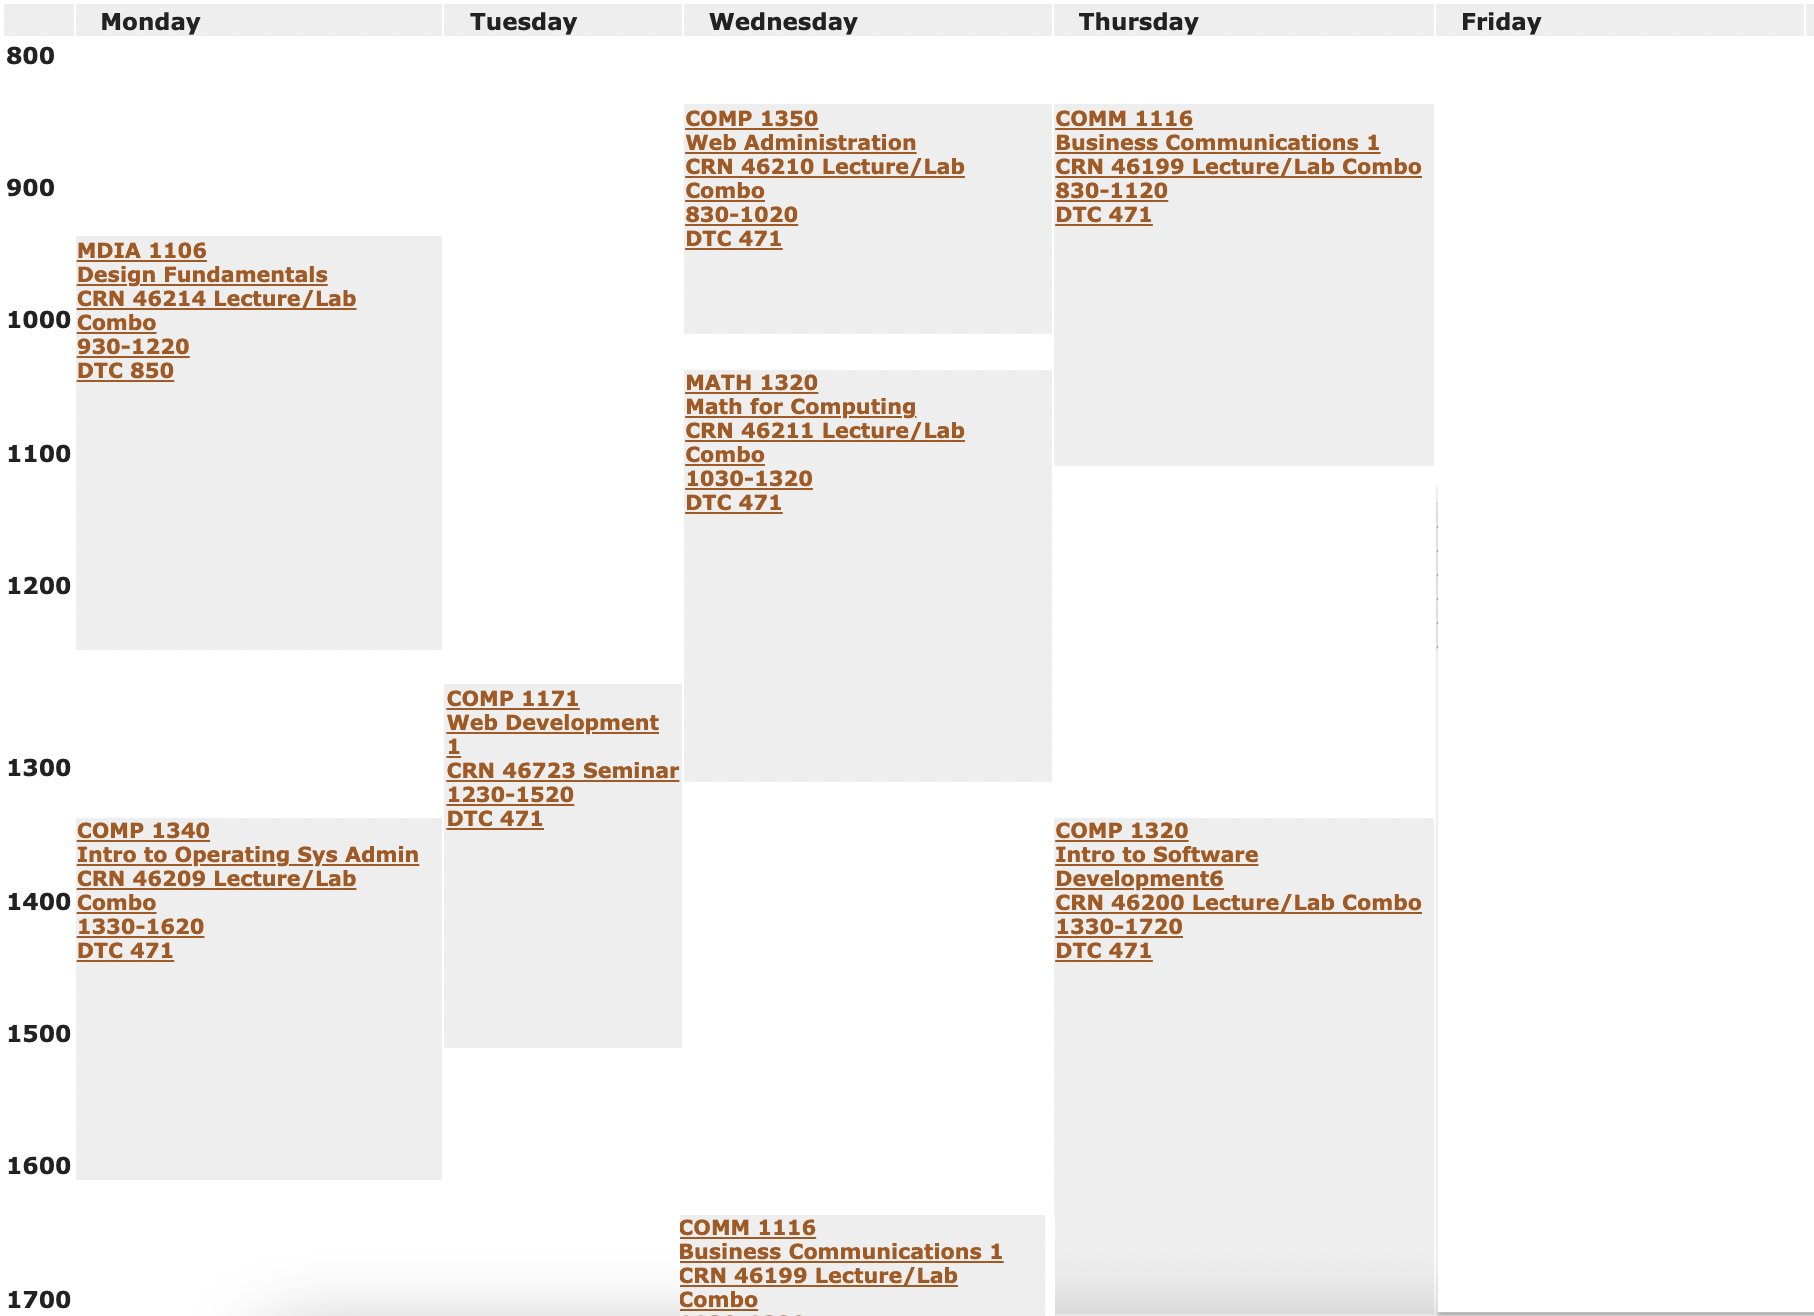 Monday
Tuesday
Wednesday
Thursday
Friday
800
900
1000
1100
1200
1300
1400
1500
1600
1700
MDIA 1106
Design Fundamentals
CRN 46214 Lecture/Lab
Combo
930-1220
DTC 850
COMP 1340
Intro to Operating Sys Admin
CRN 46209 Lecture/Lab
Combo
1330-1620
DTC 471
COMP 1171
Web Development
1
CRN 46723 Seminar
1230-1520
DTC 471
COMP 1350
Web Administration
CRN 46210 Lecture/Lab
Combo
830-1020
DTC 471
MATH 1320
Math for Computing
CRN 46211 Lecture/Lab
Combo
1030-1320
DTC 471
COMM 1116
Business Communications 1
CRN 46199 Lecture/Lab
Combo
COMM 1116
Business Communications 1
CRN 46199 Lecture/Lab Combo
830-1120
DTC 471
COMP 1320
Intro to Software
Development6
CRN 46200 Lecture/Lab Combo
1330-1720
DTC 471